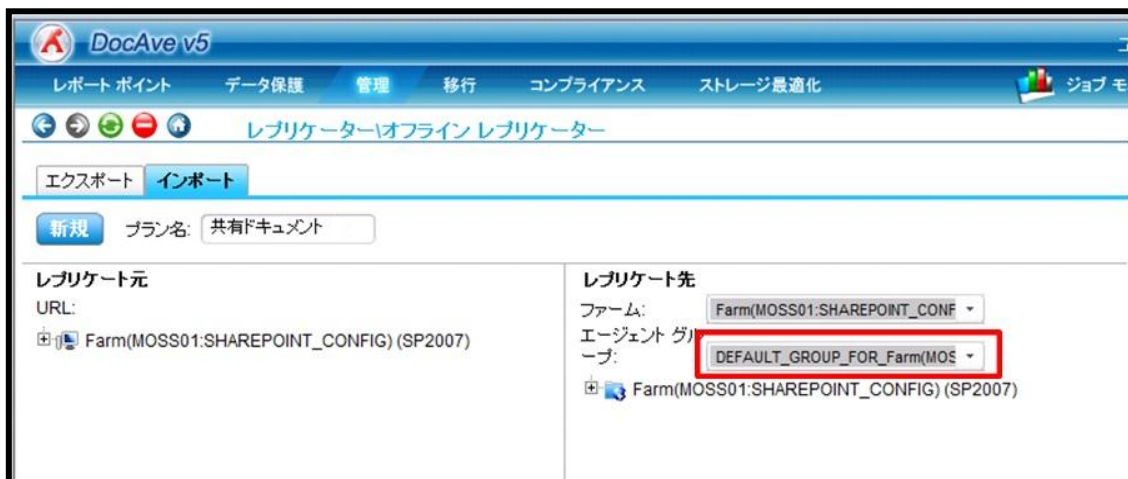 DocAve v5
レポート ポイント データ保護 管理 移行 コンプライアンス ストレージ最適化 ジョブ モ
レプリケーター\オフライン レプリケーター
エクスポート インポート
新規 プラン名: 共有ドキュメント
レプリケート元
URL:
Farm(MOSS01:SHAREPOINT_CONFIG) (SP2007)
レプリケート先
ファーム: Farm(MOSS01:SHAREPOINT_CONF
エージェント グル
ープ: DEFAULT_GROUP_FOR_Farm(MOS
Farm(MOSS01:SHAREPOINT_CONFIG) (SP2007)